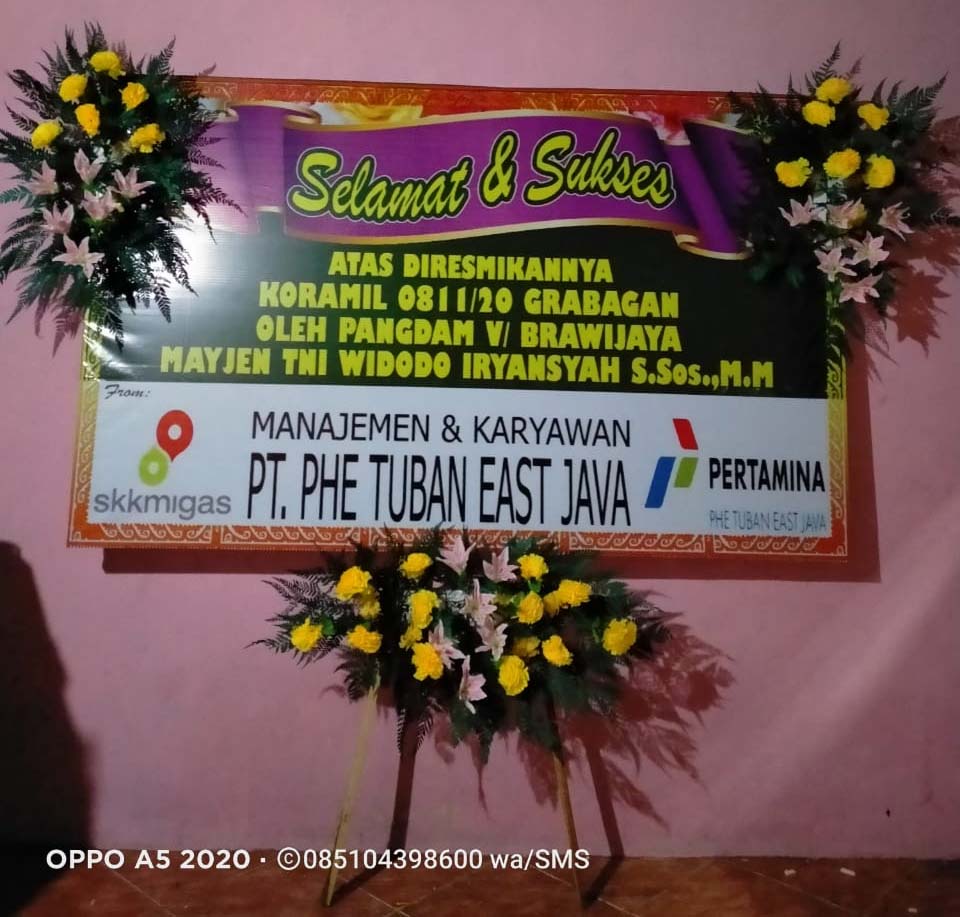 Selamat & Sukses
ATAS DIRESMIKANNYA
KORAMIL 0811/20 GRABAGAN
OLEH PANGDAM V/ BRAWIJAYA
MAYJEN TNI WIDODO IRYANSYAH S.Sos.,M.M
From:
skkmigas
MANAJEMEN & KARYAWAN
PT. PHE TUBAN EAST JAVA
PERTAMINA
PHE TUBAN EAST JAVA
OPPO A5 2020 · ©085104398600 wa/SMS